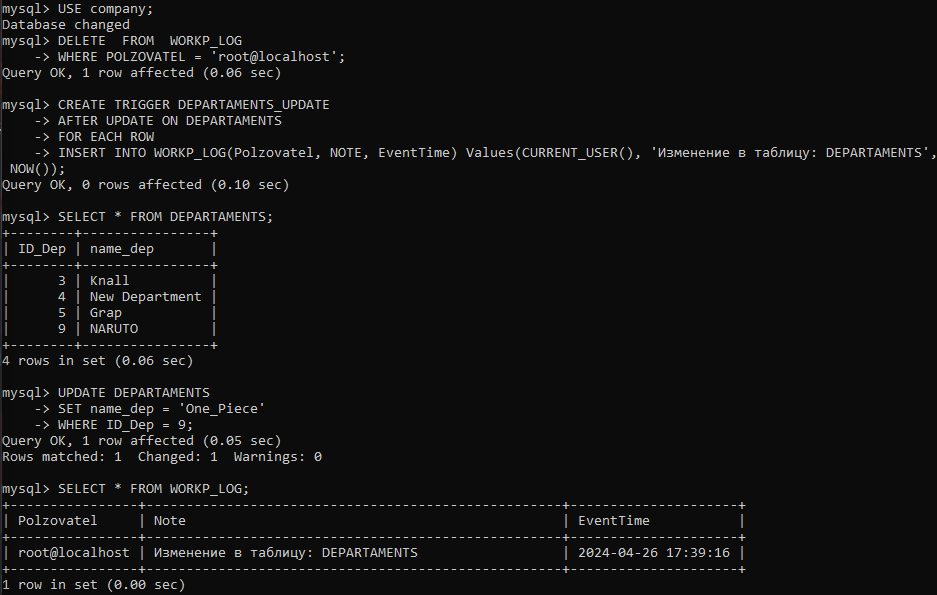 mysql> USE company;
Database changed
mysql> DELETE  FROM  WORKP_LOG
    -> WHERE POLZOVATEL = 'root@localhost';
Query OK, 1 row affected (0.06 sec)

mysql> CREATE TRIGGER DEPARTAMENTS_UPDATE
    -> AFTER UPDATE ON DEPARTAMENTS
    -> FOR EACH ROW
    -> INSERT INTO WORKP_LOG(Polzovatel, NOTE, EventTime) Values(CURRENT_USER(), 'Изменение в таблицу: DEPARTAMENTS',
 NOW());
Query OK, 0 rows affected (0.10 sec)

mysql> SELECT * FROM DEPARTAMENTS;
+--------+----------------+
| ID_Dep | name_dep       |
+--------+----------------+
|      3 | Knall          |
|      4 | New Department |
|      5 | Grap           |
|      9 | NARUTO         |
+--------+----------------+
4 rows in set (0.06 sec)

mysql> UPDATE DEPARTAMENTS
    -> SET name_dep = 'One_Piece'
    -> WHERE ID_Dep = 9;
Query OK, 1 row affected (0.05 sec)
Rows matched: 1  Changed: 1  Warnings: 0

mysql> SELECT * FROM WORKP_LOG;
+----------------+----------------------------------------------------+---------------------+
| Polzovatel     | Note                                               | EventTime           |
+----------------+----------------------------------------------------+---------------------+
| root@localhost | Изменение в таблицу: DEPARTAMENTS                  | 2024-04-26 17:39:16 |
+----------------+----------------------------------------------------+---------------------+
1 row in set (0.00 sec)